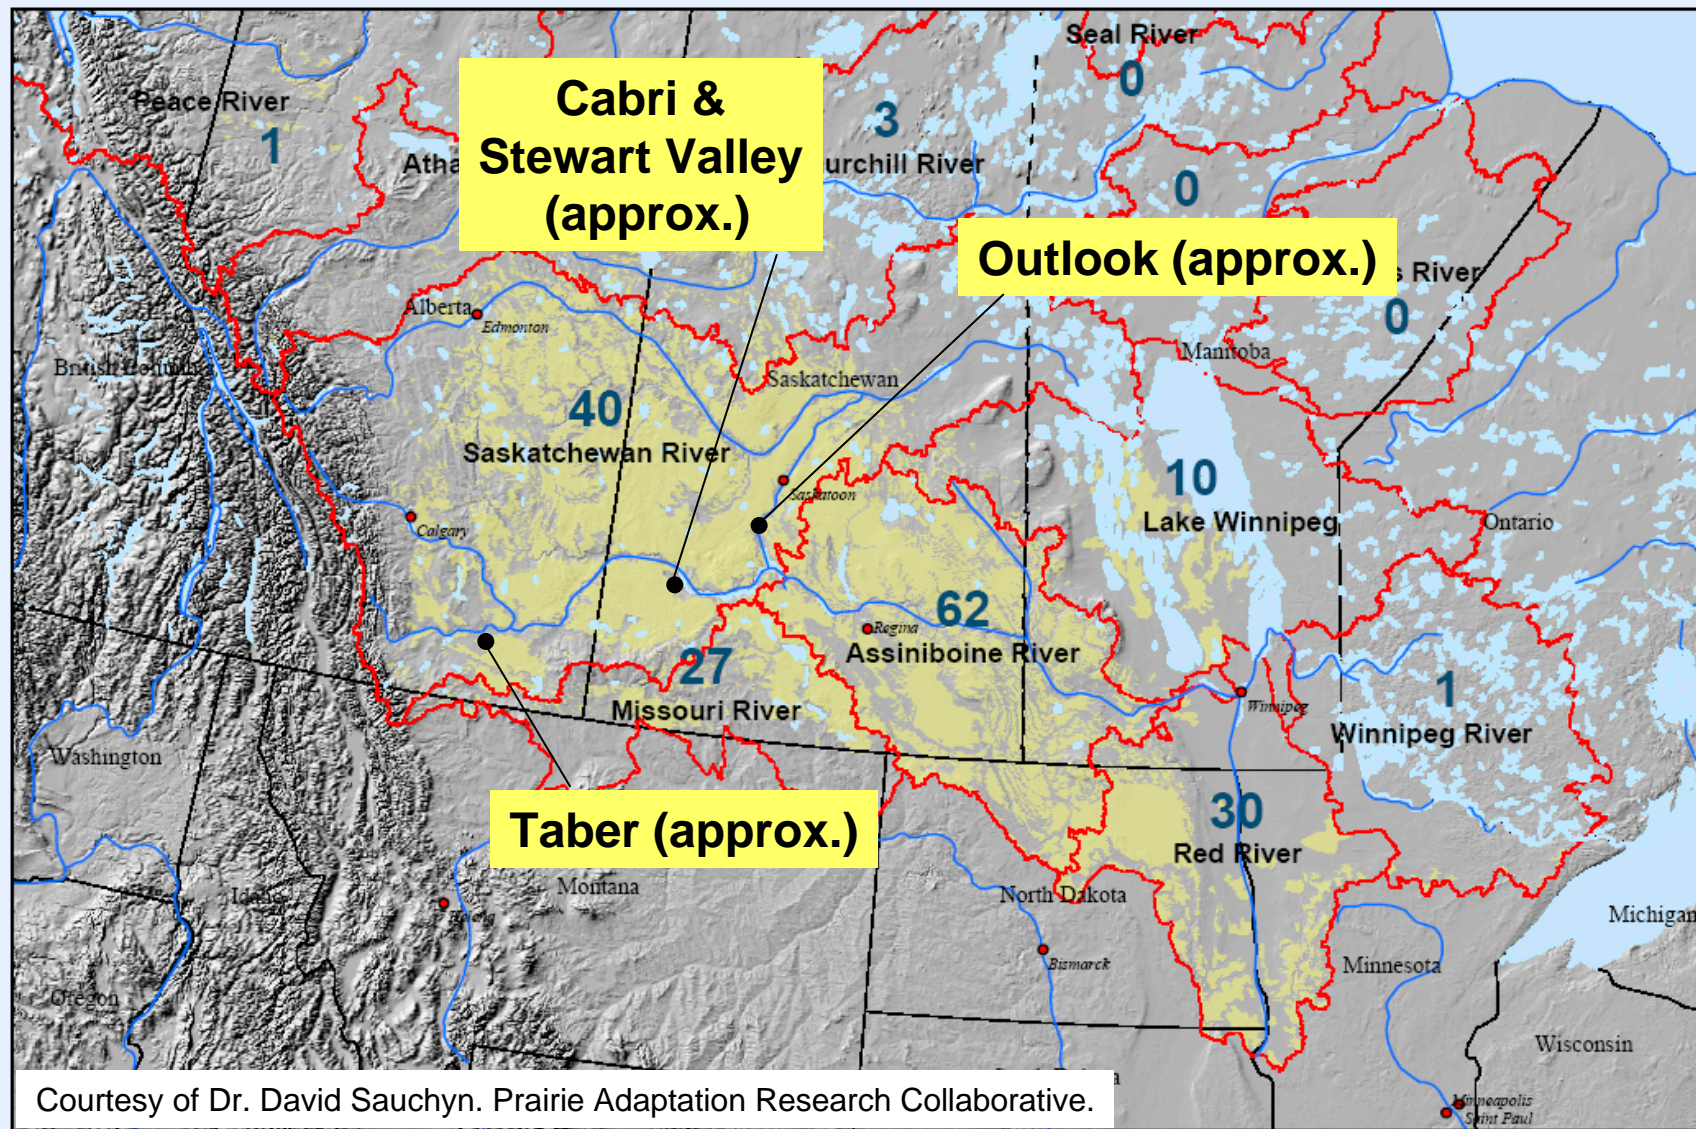 Seal River
0
Peace River
1
Cabri &
Stewart Valley
(approx.)
3
urchill River
Atha
0
Outlook (approx.)
s River
0
Alberta
Edmonton
Manitoba
British Columbia
Saskatchewan
40
Saskatchewan River
10
Lake Winnipeg
Saskatoon
Ontario
Calgary
62
Regina
Assiniboine River
27
Missouri River
1
Winnipeg River
Winnipeg
Washington
Taber (approx.)
30
Red River
Montana
North Dakota
Idaho
Helena
Michigan
Bismarck
Minnesota
Oregon
Wisconsin
Minneapolis
Saint Paul
Courtesy of Dr. David Sauchyn. Prairie Adaptation Research Collaborative.